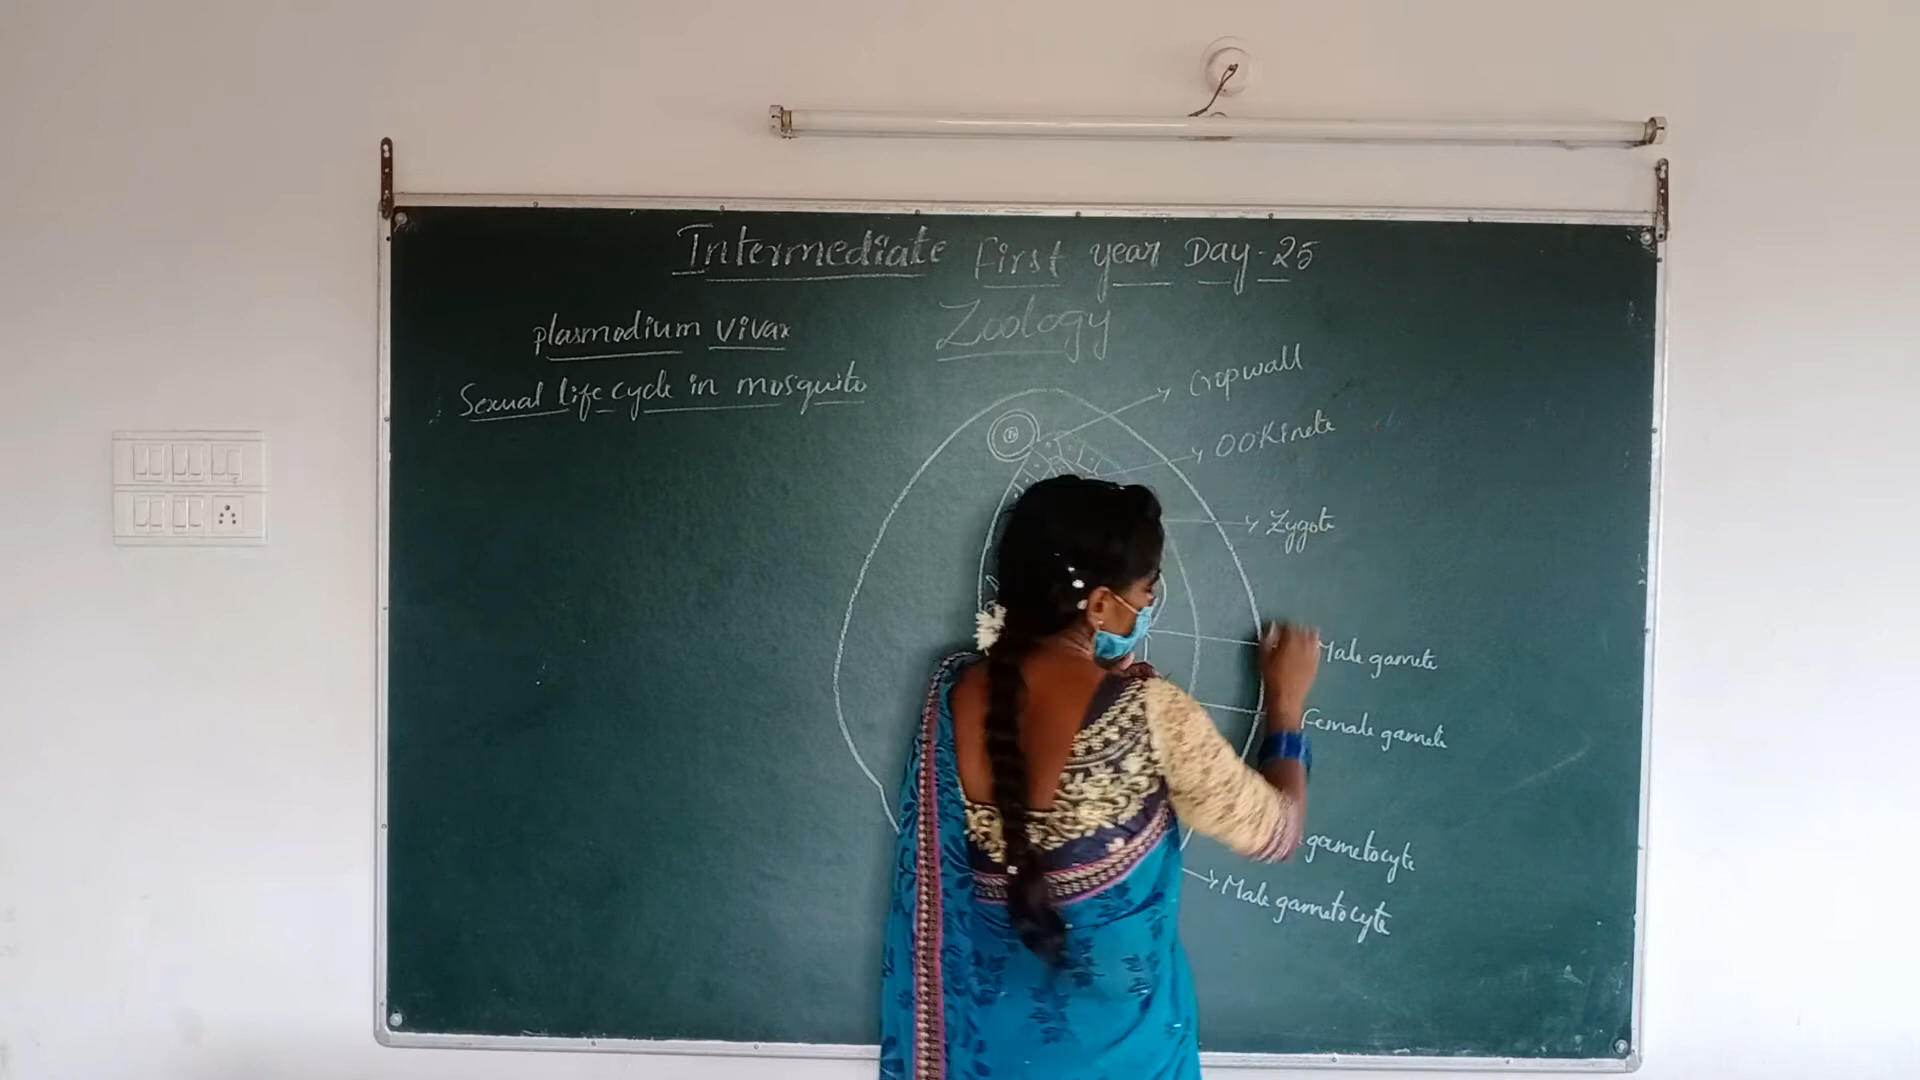 Intermediate First year Day-25
Zoology
plasmodium vivax
Sexual life cycle in mosquito
Cropwall
OOKinete
Zygote
Male gamete
Female gamete
gametocyte
Male gametocyte